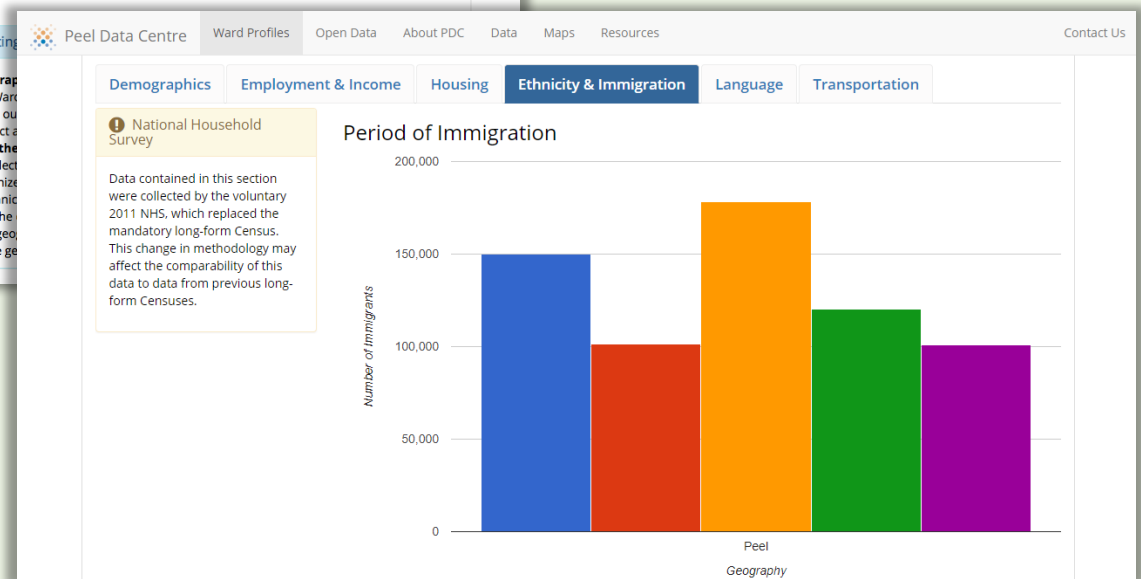 Peel Data Centre
Ward Profiles
Open Data
About PDC
Data
Maps
Resources
Contact Us
Demographics
Employment & Income
Housing
Ethnicity & Immigration
Language
Transportation
National Household
Survey
Data contained in this section
were collected by the voluntary
2011 NHS, which replaced the
mandatory long-form Census.
This change in methodology may
affect the comparability of this
data to data from previous long-
form Censuses.
Period of Immigration
200,000
150,000
100,000
50,000
0
Number of Immigrants
Peel
Geography